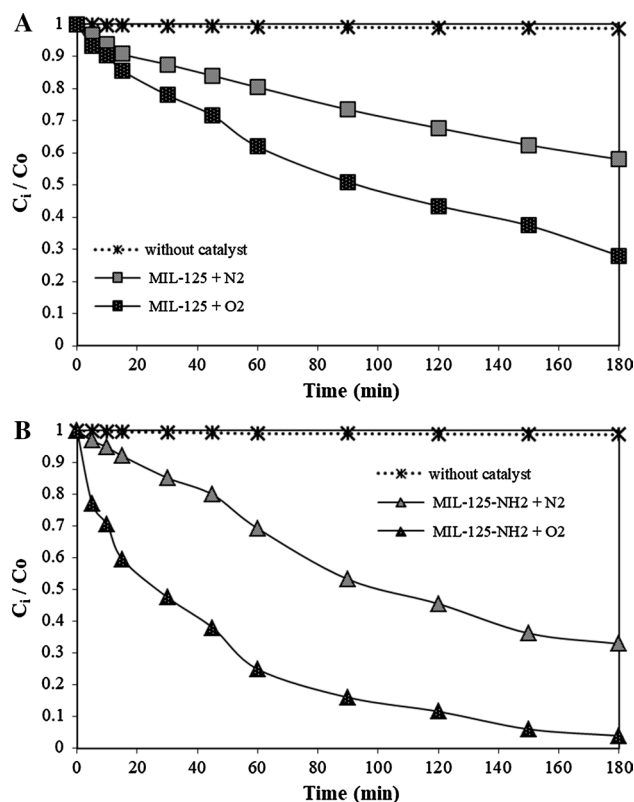 A
1
0.9
0.8
0.7
0.6
0.5
0.4
0.3
0.2
0.1
0
Ci / Co
without catalyst
MIL-125 + N2
MIL-125 + O2
0 20 40 60 80 100 120 140 160 180
Time (min)
B
1
0.9
0.8
0.7
0.6
0.5
0.4
0.3
0.2
0.1
0
Ci / Co
without catalyst
MIL-125-NH2 + N2
MIL-125-NH2 + O2
0 20 40 60 80 100 120 140 160 180
Time (min)